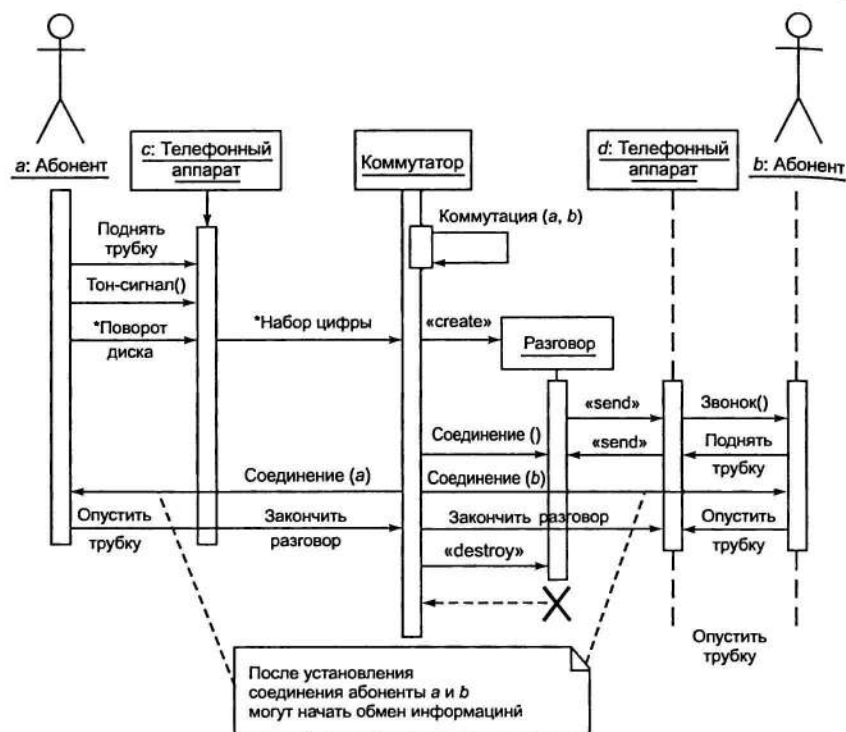 a: Абонент
c: Телефонный
аппарат
Коммутатор
d: Телефонный
аппарат
b: Абонент
Коммутация (a, b)
Поднять
трубку
Тон-сигнал()
*Поворот
диска
*Набор цифры
«create»
Разговор
«send»
Звонок()
Соединение ()
«send»
Поднять
трубку
Соединение (a)
Соединение (b)
Опустить
трубку
Закончить
разговор
Закончить разговор
Опустить
трубку
«destroy»
Опустить
трубку
После установления
соединения абоненты a и b
могут начать обмен информацинй